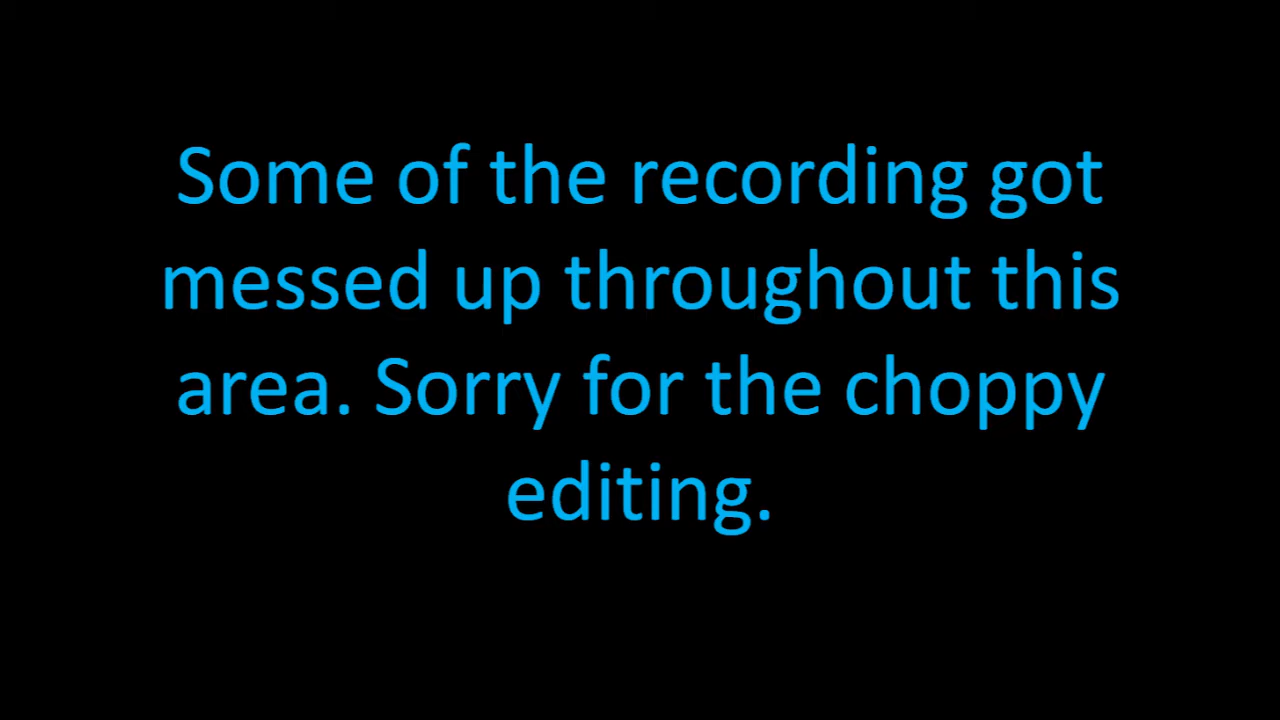 Some of the recording got
messed up throughout this
area. Sorry for the choppy
editing.